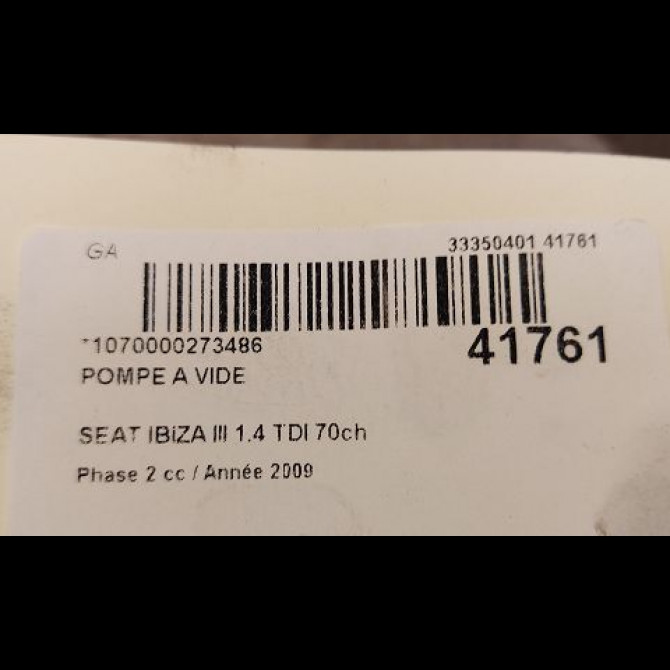 GA 33350401 41761
*1070000273486 41761
POMPE A VIDE
SEAT IBIZA III 1.4 TDI 70ch
Phase 2 cc / Année 2009